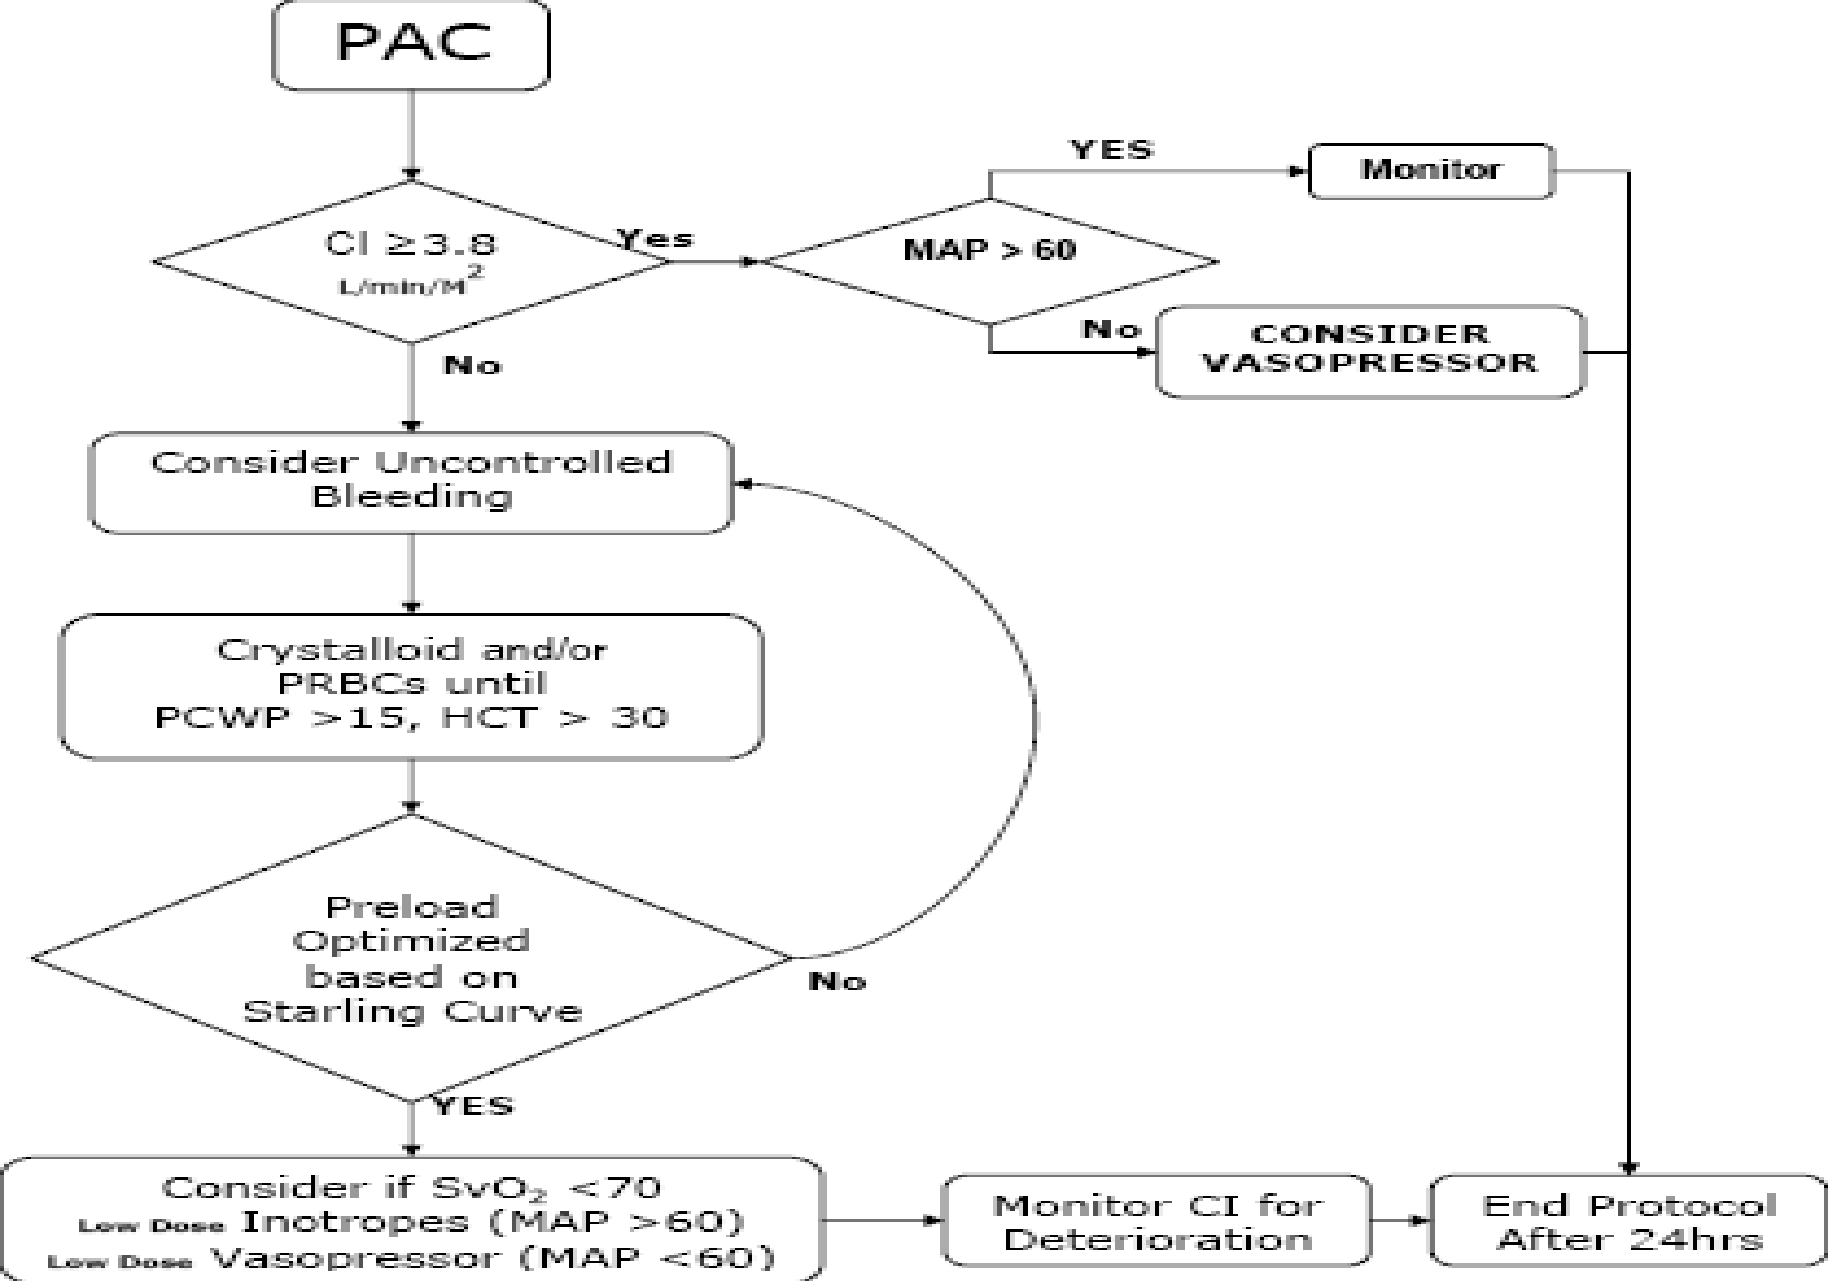 PAC
CI ≥3.8
L/min/M²
Yes
MAP > 60
YES
Monitor
No
CONSIDER
VASOPRESSOR
No
Consider Uncontrolled
Bleeding
Crystalloid and/or
PRBCs until
PCWP >15, HCT > 30
Preload
Optimized
based on
Starling Curve
No
YES
Consider if SvO₂ <70
Low Dose Inotropes (MAP >60)
Low Dose Vasopressor (MAP <60)
Monitor CI for
Deterioration
End Protocol
After 24hrs